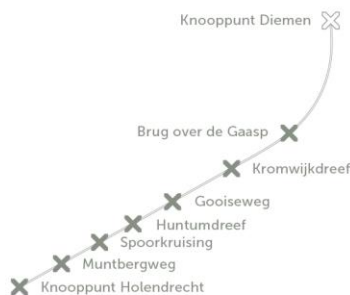 Knooppunt Diemen
Brug over de Gaasp
Kromwijkdreef
Gooiseweg
Huntumdreef
Spoorkruising
Muntbergweg
Knooppunt Holendrecht